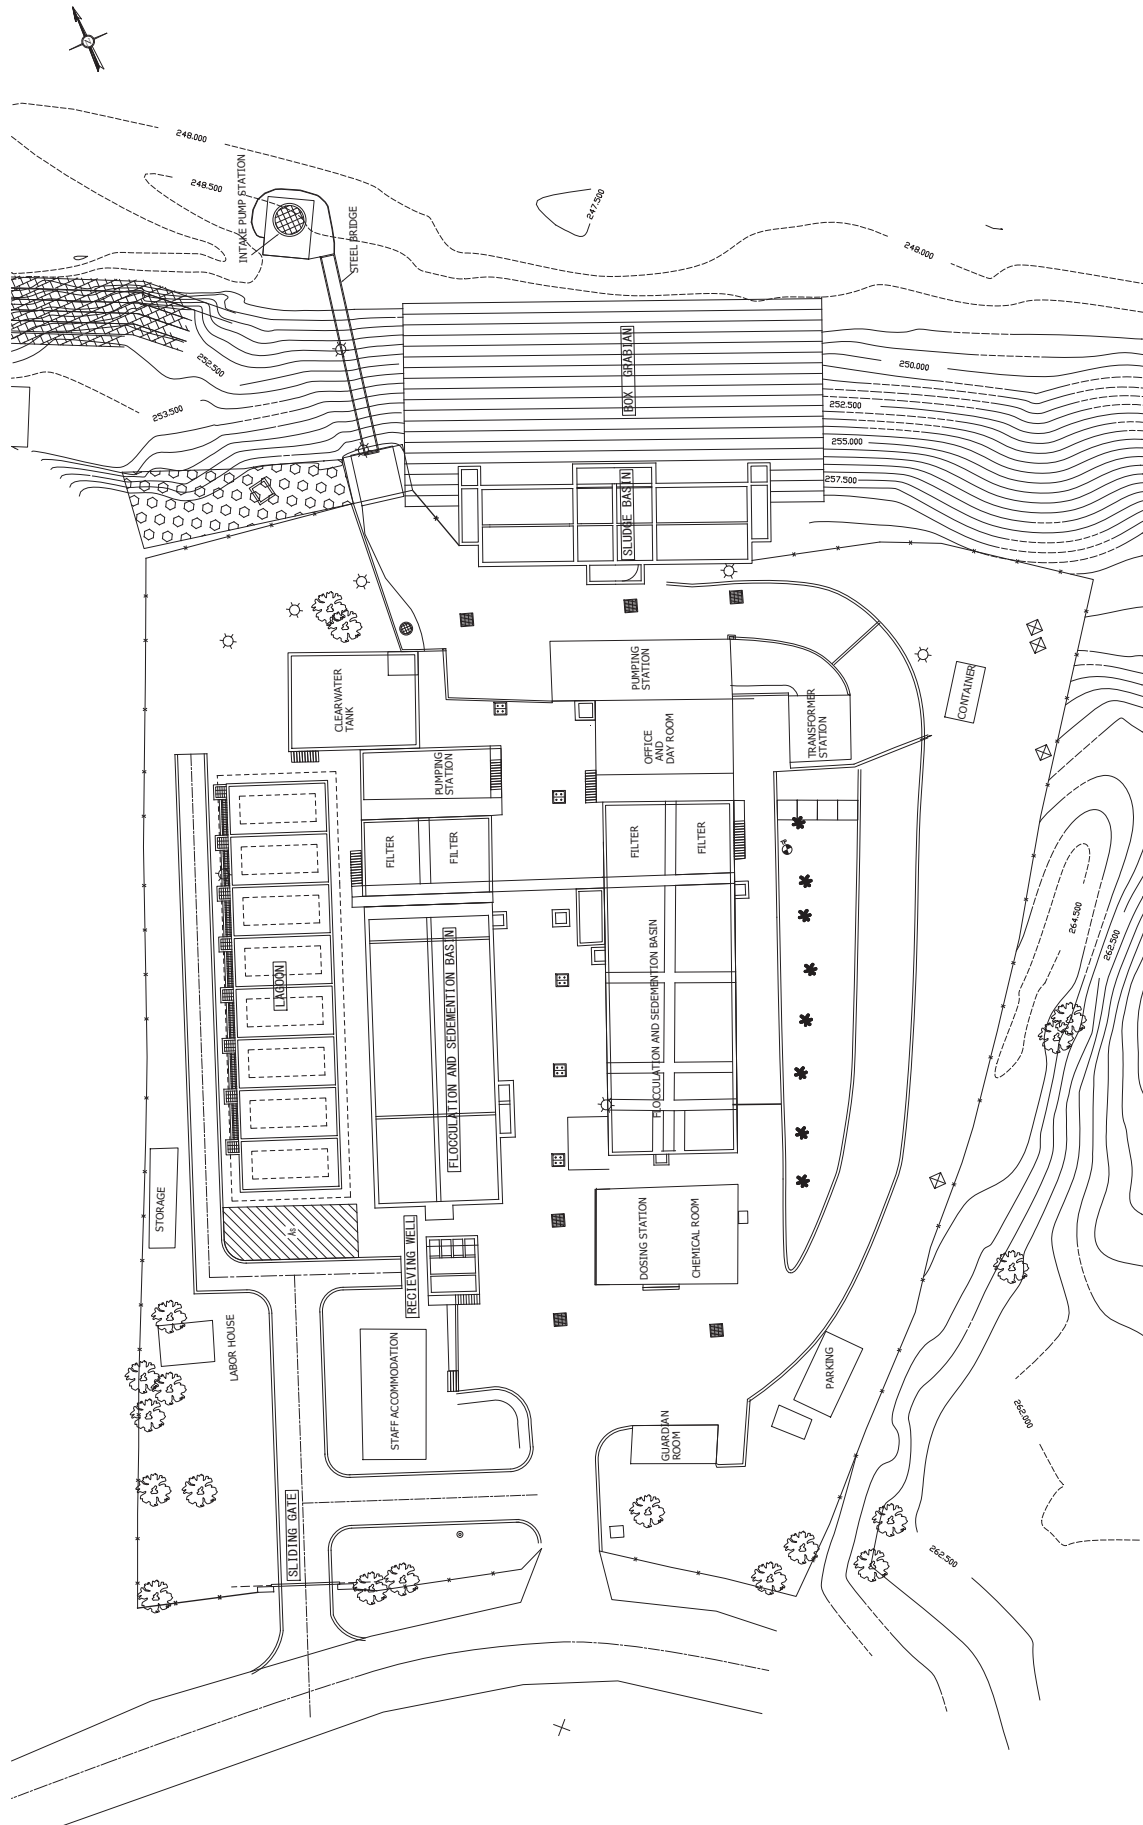 N
248.000
248.500
INTAKE PUMP STATION
STEEL BRIDGE
247.500
248.000
252.500
253.500
BOX GRABIAN
250.000
252.500
255.000
257.500
SLUDGE BASIN
CLEARWATER
TANK
PUMPING
STATION
PUMPING
STATION
OFFICE
AND
DAY ROOM
TRANSFORMER
STATION
CONTAINER
FILTER
FILTER
FILTER
FILTER
LAGOON
FLOCCULATION AND SEDEMENTION BASIN
FLOCCULATION AND SEDEMENTION BASIN
264.500
262.500
STORAGE
RECIEVING WELL
DOSING STATION
CHEMICAL ROOM
LABOR HOUSE
STAFF ACCOMMODATION
PARKING
GUARDIAN
ROOM
262.000
SLIDING GATE
262.500